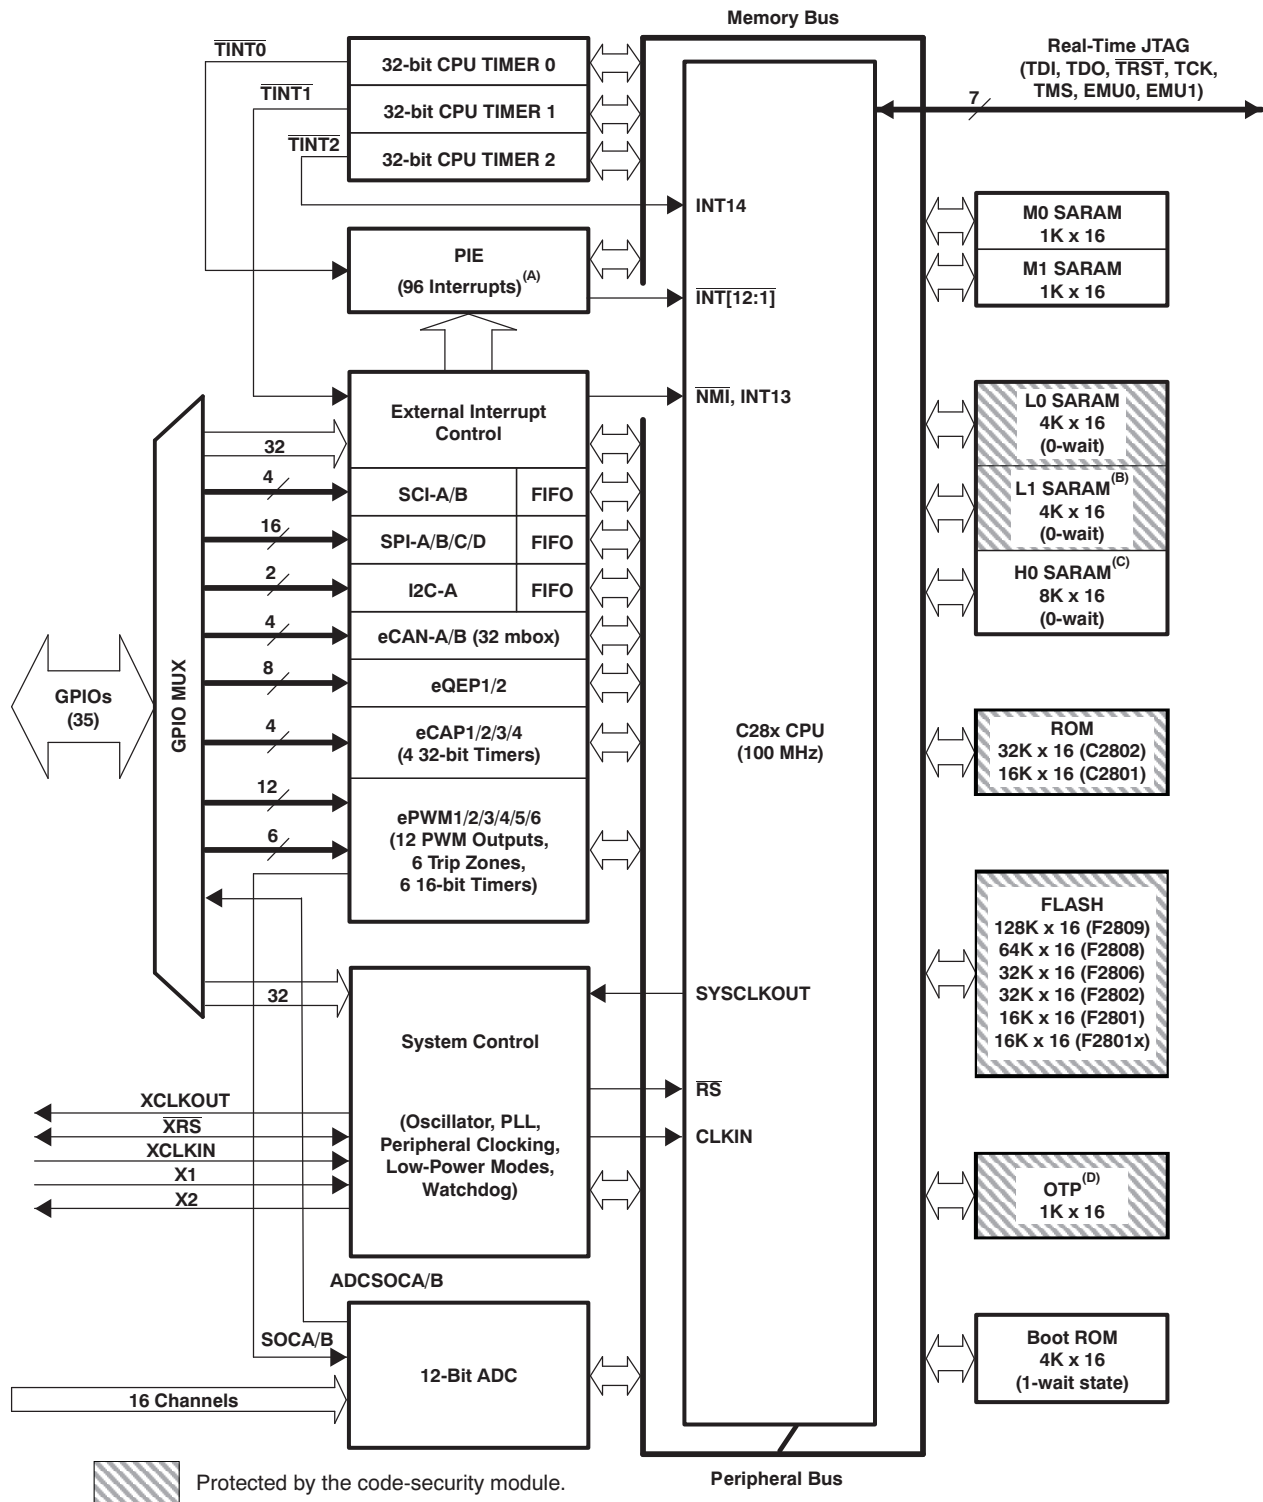 Memory Bus
TINT0
32-bit CPU TIMER 0
TINT1
32-bit CPU TIMER 1
TINT2
32-bit CPU TIMER 2
Real-Time JTAG
(TDI, TDO, TRST, TCK,
TMS, EMU0, EMU1)
7
INT14
PIE
(96 Interrupts)(A)
INT[12:1]
M0 SARAM
1K x 16
M1 SARAM
1K x 16
External Interrupt
Control
NMI, INT13
32
4
SCI-A/B
FIFO
16
SPI-A/B/C/D
FIFO
2
I2C-A
FIFO
4
eCAN-A/B (32 mbox)
8
eQEP1/2
4
eCAP1/2/3/4
(4 32-bit Timers)
12
6
ePWM1/2/3/4/5/6
(12 PWM Outputs,
6 Trip Zones,
6 16-bit Timers)
GPIOs
(35)
GPIO MUX
C28x CPU
(100 MHz)
L0 SARAM
4K x 16
(0-wait)
L1 SARAM(B)
4K x 16
(0-wait)
H0 SARAM(C)
8K x 16
(0-wait)
ROM
32K x 16 (C2802)
16K x 16 (C2801)
FLASH
128K x 16 (F2809)
64K x 16 (F2808)
32K x 16 (F2806)
32K x 16 (F2802)
16K x 16 (F2801)
16K x 16 (F2801x)
32
SYSCLKOUT
System Control
(Oscillator, PLL,
Peripheral Clocking,
Low-Power Modes,
Watchdog)
RS
CLKIN
XCLKOUT
XRS
XCLKIN
X1
X2
OTP(D)
1K x 16
ADCSOCA/B
SOCA/B
12-Bit ADC
16 Channels
Boot ROM
4K x 16
(1-wait state)
Peripheral Bus
Protected by the code-security module.